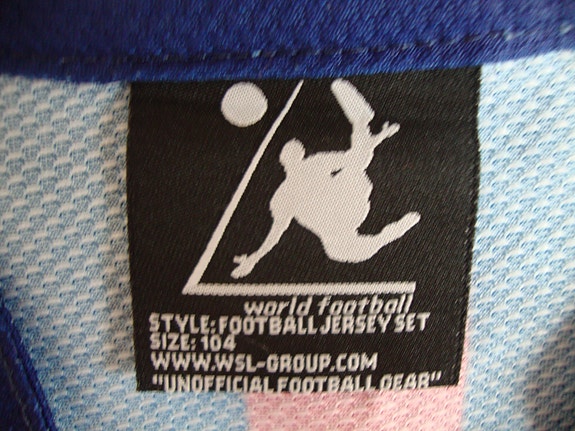 world football
STYLE: FOOTBALL JERSEY SET
SIZE: 104
WWW.WSL-GROUP.COM
"UNOFFICIAL FOOTBALL GEAR"